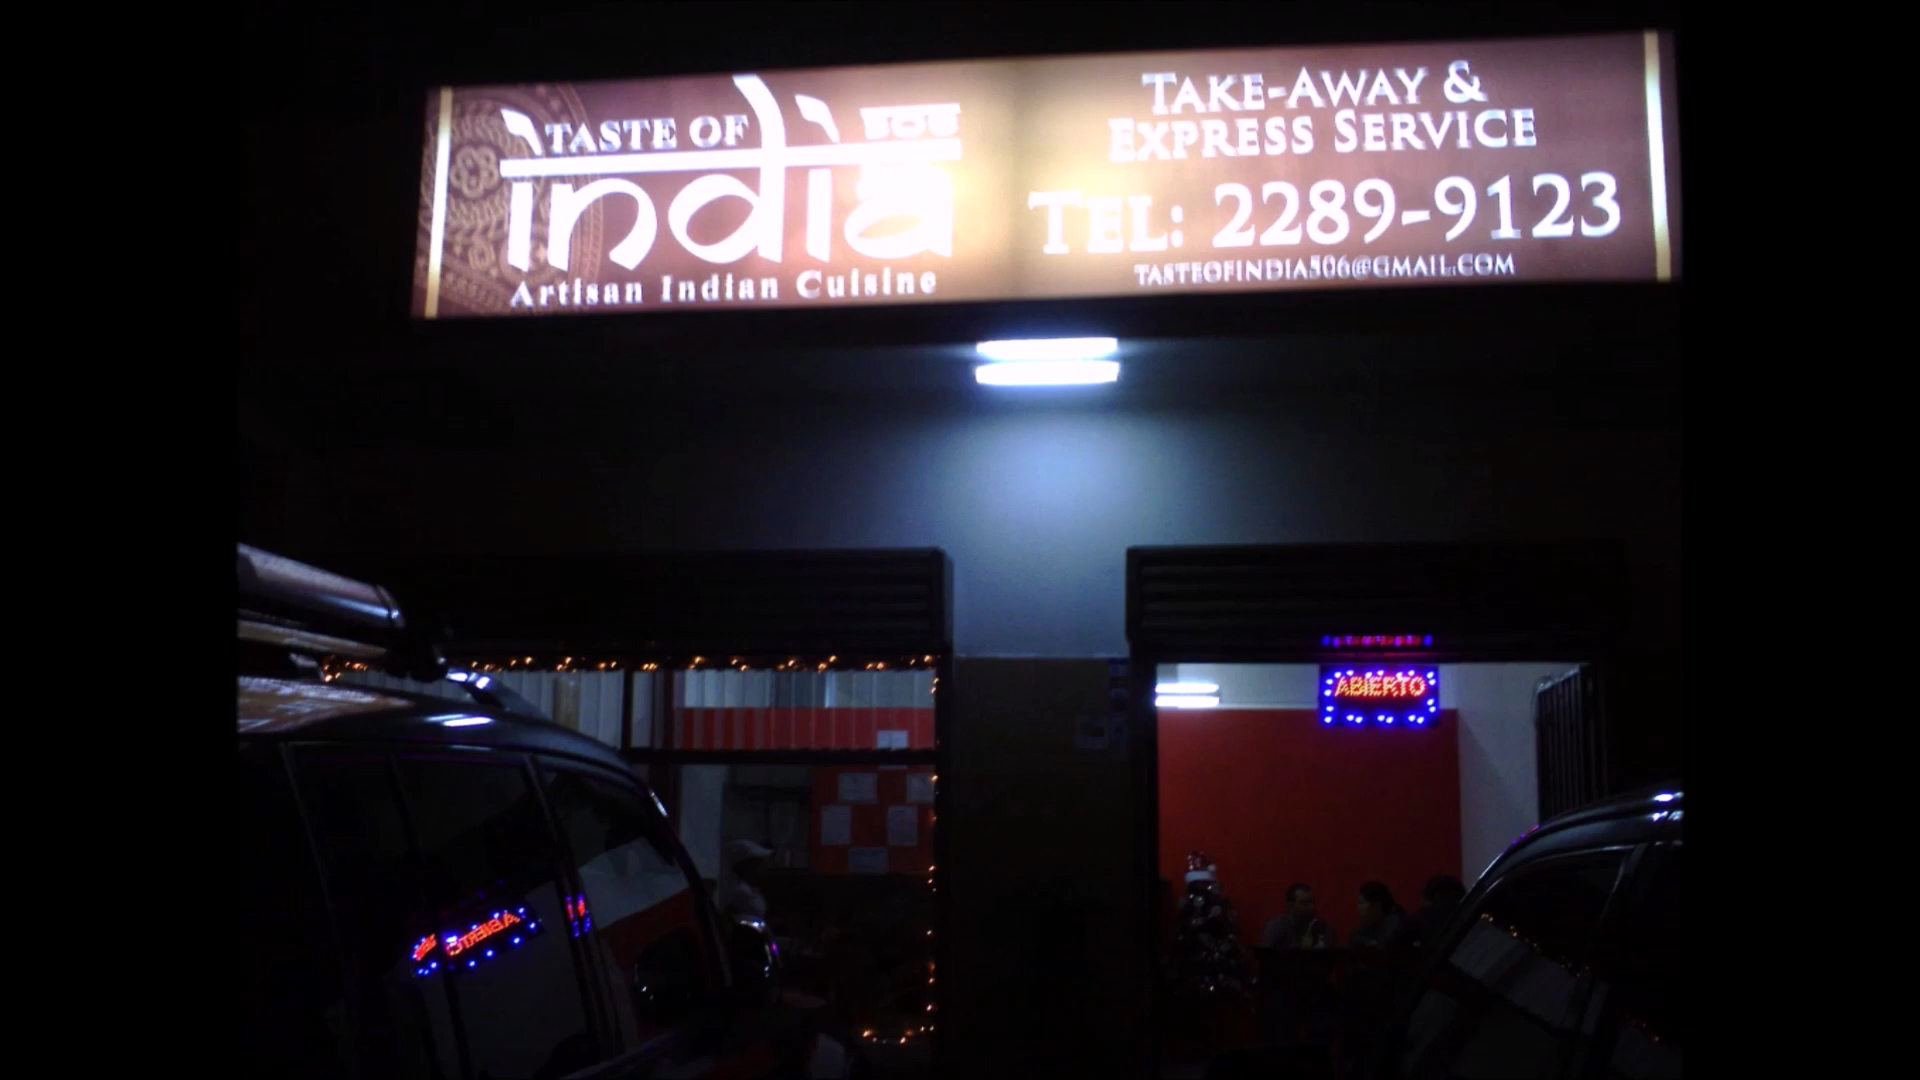 TASTE OF 506
india
Artisan Indian Cuisine
TAKE-AWAY &
EXPRESS SERVICE
TEL: 2289-9123
TASTEOFINDIA506@GMAIL.COM
ABIERTO